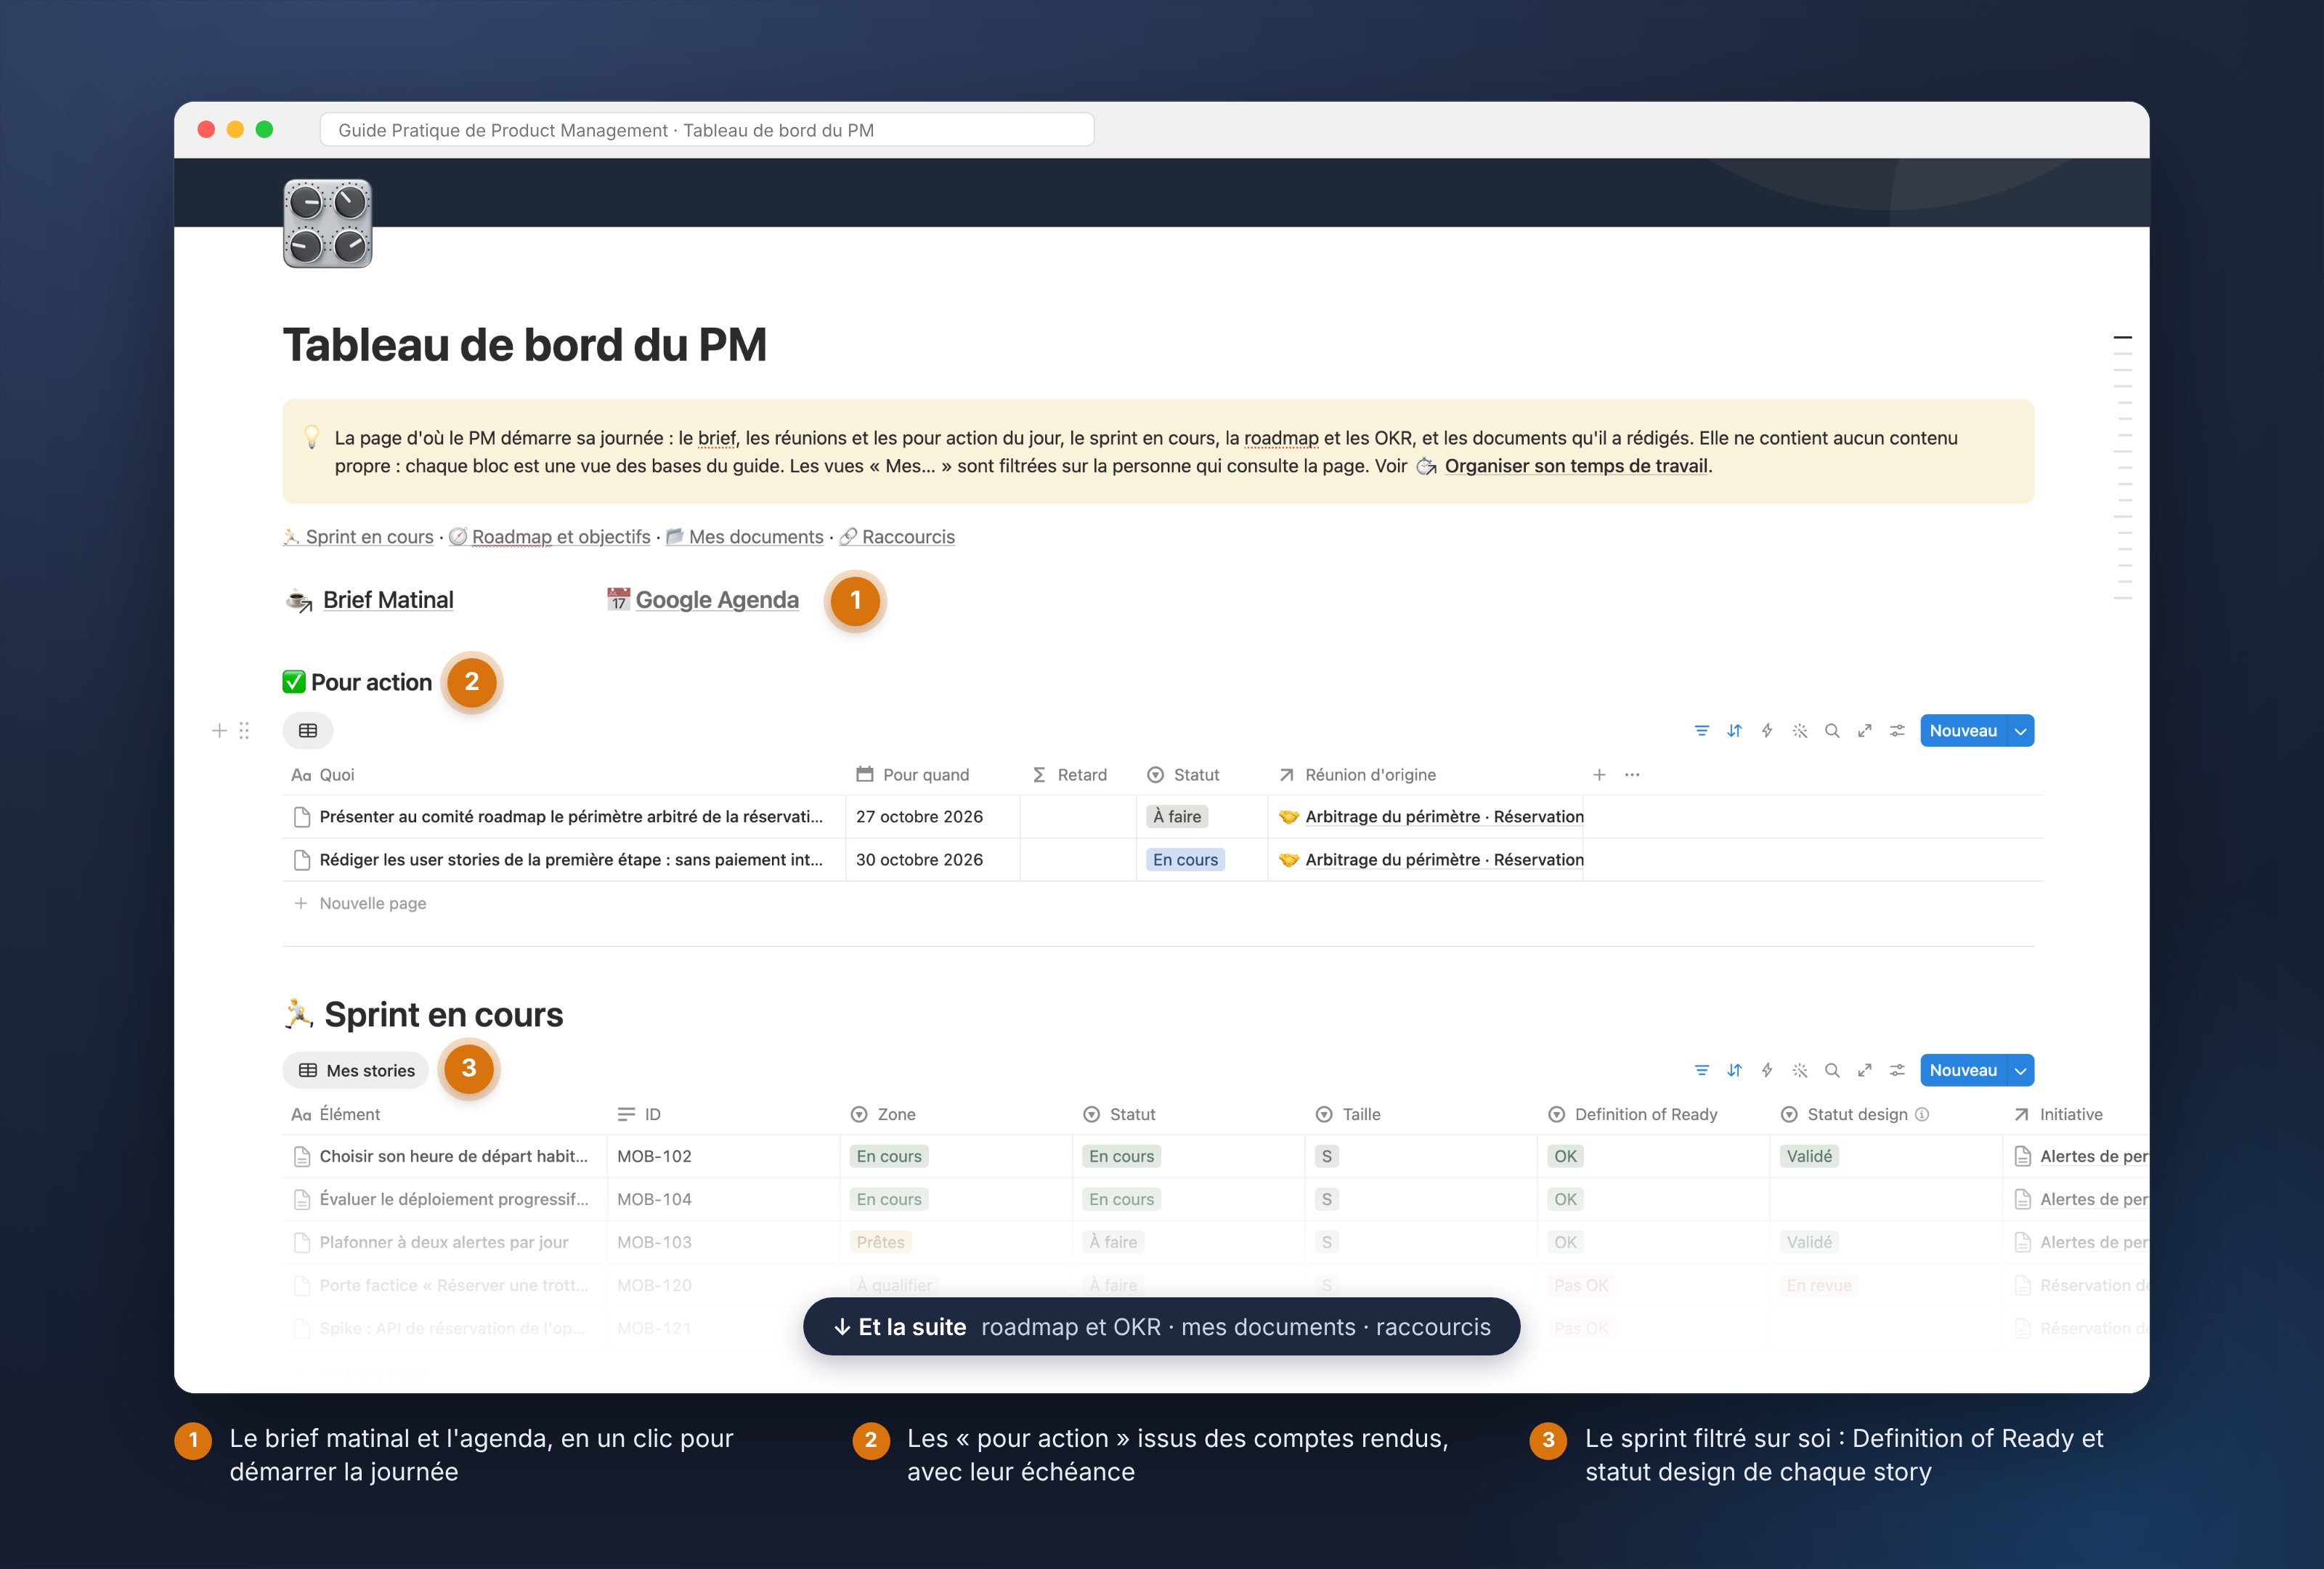 Guide Pratique de Product Management · Tableau de bord du PM
Tableau de bord du PM
La page d'où le PM démarre sa journée : le brief, les réunions et les pour action du jour, le sprint en cours, la roadmap et les OKR, et les documents qu'il a rédigés. Elle ne contient aucun contenu
propre : chaque bloc est une vue des bases du guide. Les vues « Mes… » sont filtrées sur la personne qui consulte la page. Voir Organiser son temps de travail.
Sprint en cours · Roadmap et objectifs · Mes documents · Raccourcis
Brief Matinal 17 Google Agenda 1
Pour action 2
Nouveau
Aa Quoi Pour quand Σ Retard Statut Réunion d'origine + ···
Présenter au comité roadmap le périmètre arbitré de la réservati... 27 octobre 2026 À faire Arbitrage du périmètre · Réservation
Rédiger les user stories de la première étape : sans paiement int... 30 octobre 2026 En cours Arbitrage du périmètre · Réservation
+ Nouvelle page
Sprint en cours
Mes stories 3 Nouveau
Aa Élément ID Zone Statut Taille Definition of Ready Statut design Initiative
Choisir son heure de départ habit... MOB-102 En cours En cours S OK Validé Alertes de per
Évaluer le déploiement progressif... MOB-104 En cours En cours S OK Alertes de per
Plafonner à deux alertes par jour MOB-103 Prêtes À faire S OK Validé Alertes de per
Porte factice « Réserver une trott... MOB-120 À qualifier À faire S Pas OK En revue Réservation de
Spike : API de réservation de l'op... MOB-121 Pas OK Réservation de
↓ Et la suite roadmap et OKR · mes documents · raccourcis
1 Le brief matinal et l'agenda, en un clic pour
démarrer la journée
2 Les « pour action » issus des comptes rendus,
avec leur échéance
3 Le sprint filtré sur soi : Definition of Ready et
statut design de chaque story